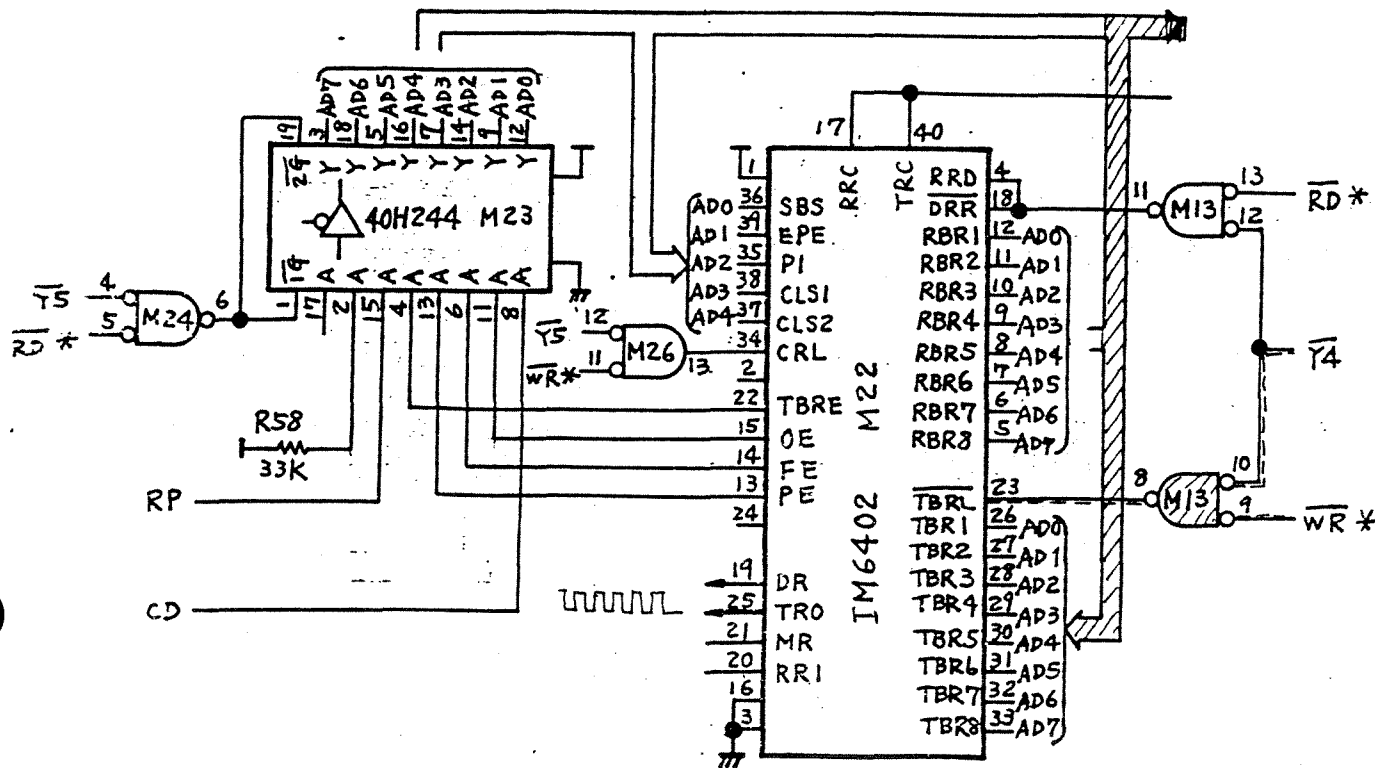 AD7 AD6 AD5 AD4 AD3 AD2 AD1 AD0
19 3 18 5 16 7 14 9 12
2G Y Y Y Y Y Y Y Y
40H244 M23
1G A A A A A A A A
1 17 2 15 4 13 6 11 8
Y5 4
M24 6
RD * 5
R58
33K
RP
CD
Y5 12
M26 13
WR* 11
17 40
RRC TRC
1
AD0 36 SBS
AD1 39 EPE
AD2 35 PI
AD3 38 CLS1
AD4 37 CLS2
34 CRL
2
22 TBRE
15 OE
14 FE
13 PE
24
19 DR
25 TRO
21 MR
20 RRI
16
3
IM6402 M22
RRD 4
DRR 18
RBR1 12 AD0
RBR2 11 AD1
RBR3 10 AD2
RBR4 9 AD3
RBR5 8 AD4
RBR6 7 AD5
RBR7 6 AD6
RBR8 5 AD7
TBRL 23
TBR1 26 AD0
TBR2 27 AD1
TBR3 28 AD2
TBR4 29 AD3
TBR5 30 AD4
TBR6 31 AD5
TBR7 32 AD6
TBR8 33 AD7
11 M13 13 RD *
12
Y4
8 M13 10
9 WR *